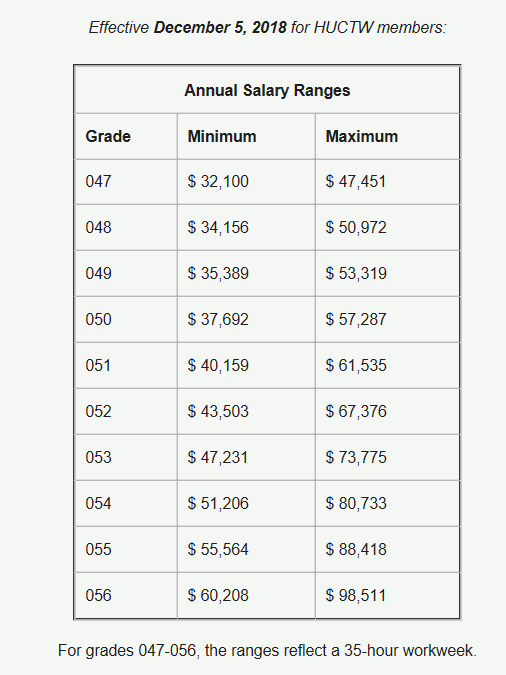 Effective December 5, 2018 for HUCTW members:
Annual Salary Ranges
Grade Minimum Maximum
047 $ 32,100 $ 47,451
048 $ 34,156 $ 50,972
049 $ 35,389 $ 53,319
050 $ 37,692 $ 57,287
051 $ 40,159 $ 61,535
052 $ 43,503 $ 67,376
053 $ 47,231 $ 73,775
054 $ 51,206 $ 80,733
055 $ 55,564 $ 88,418
056 $ 60,208 $ 98,511
For grades 047-056, the ranges reflect a 35-hour workweek.